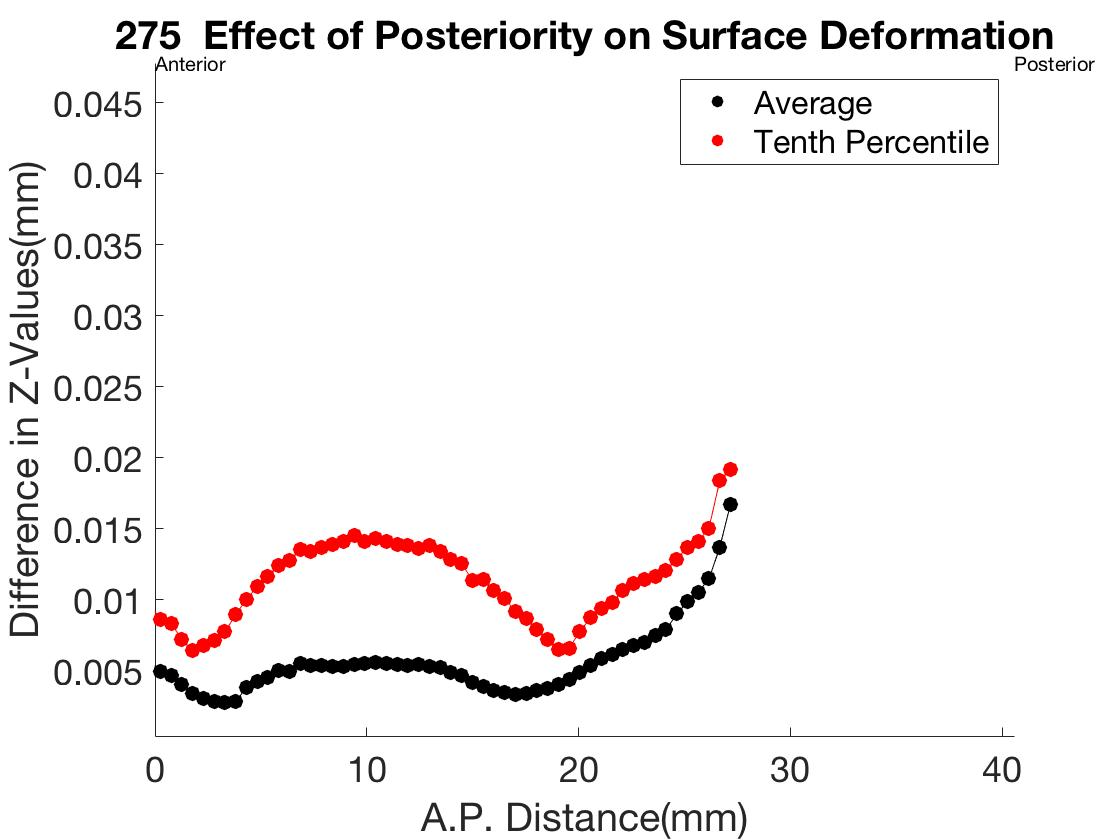 275  Effect of Posteriority on Surface Deformation
Anterior
Posterior
Average
Tenth Percentile
0.045
0.04
0.035
0.03
0.025
0.02
0.015
0.01
0.005
Difference in Z-Values(mm)
0
10
20
30
40
A.P. Distance(mm)